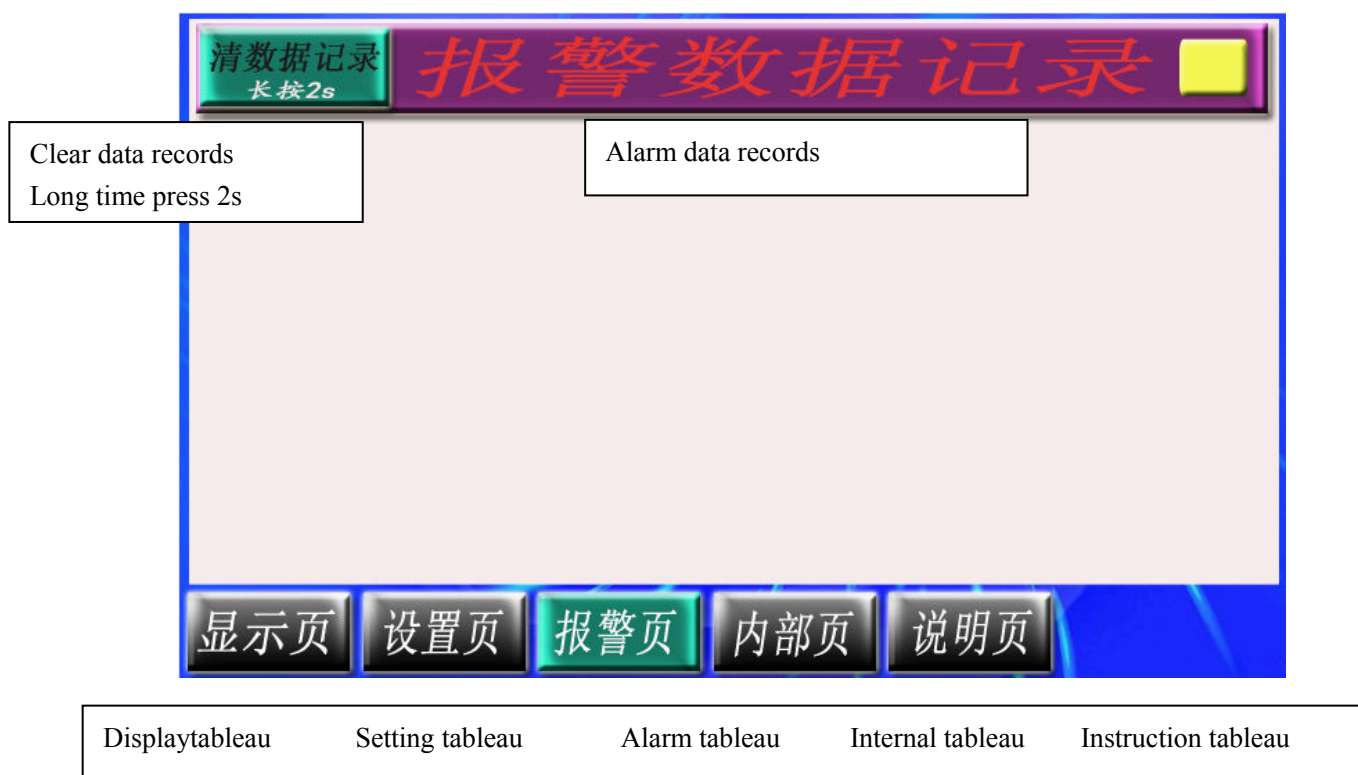 清数据记录
长按2s
报警数据记录
Clear data records
Long time press 2s
Alarm data records
显示页 设置页 报警页 内部页 说明页
Displaytableau Setting tableau Alarm tableau Internal tableau Instruction tableau